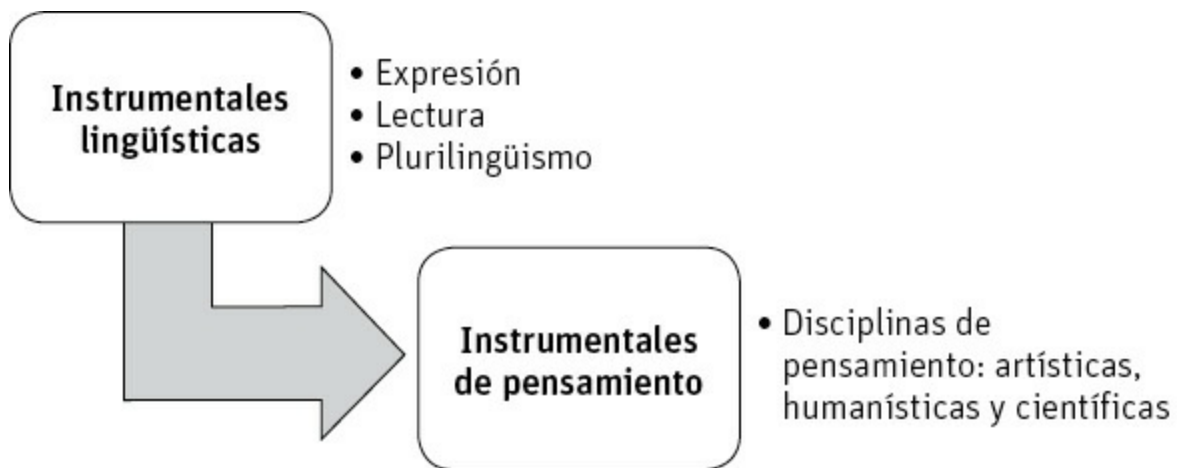 Instrumentales
lingüísticas
• Expresión
• Lectura
• Plurilingüismo
Instrumentales
de pensamiento
• Disciplinas de
pensamiento: artísticas,
humanísticas y científicas